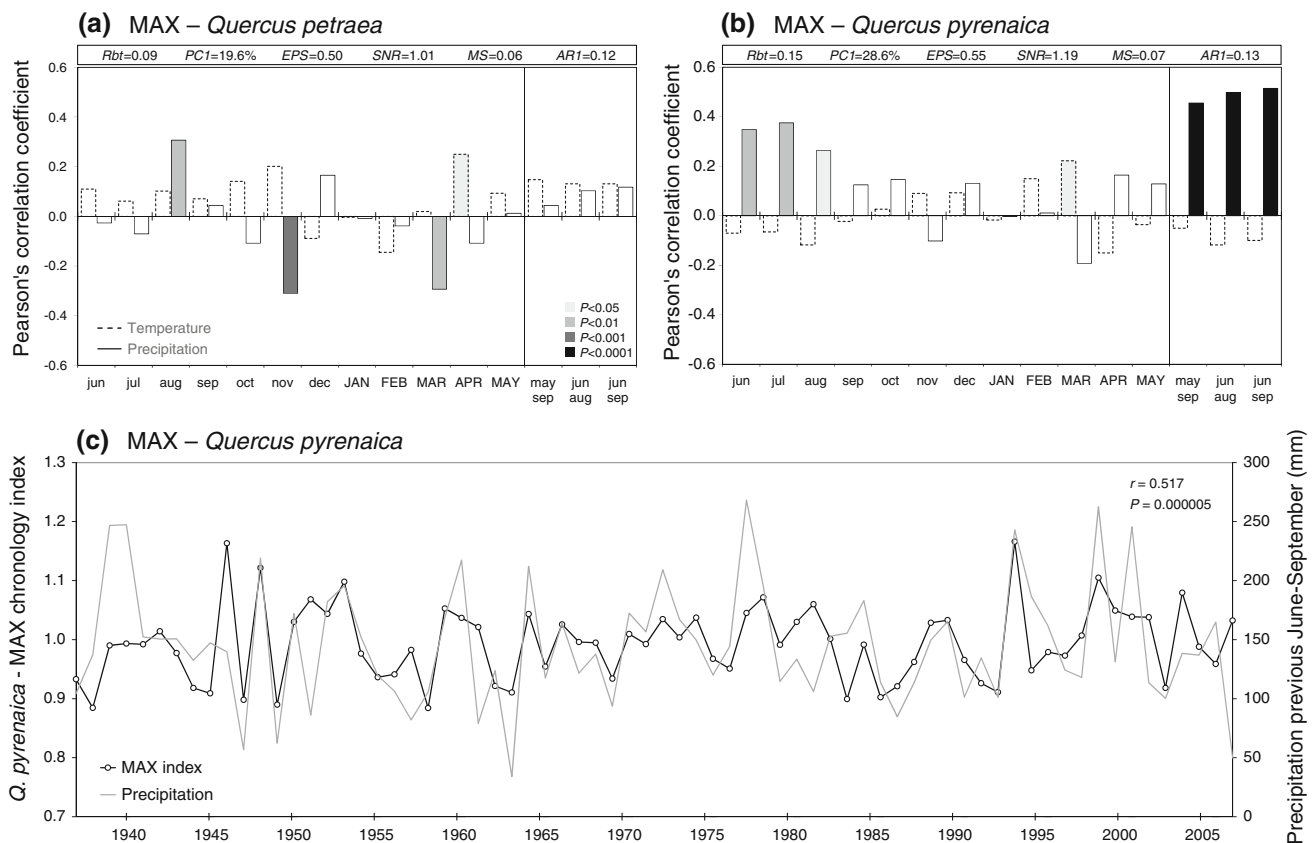 (a) MAX – Quercus petraea
Rbt=0.09 PC1=19.6% EPS=0.50 SNR=1.01 MS=0.06 AR1=0.12
Pearson's correlation coefficient
0.6
0.4
0.2
0.0
-0.2
-0.4
-0.6
Temperature
Precipitation
P<0.05
P<0.01
P<0.001
P<0.0001
jun jul aug sep oct nov dec JAN FEB MAR APR MAY may sep jun aug jun sep
(b) MAX – Quercus pyrenaica
Rbt=0.15 PC1=28.6% EPS=0.55 SNR=1.19 MS=0.07 AR1=0.13
Pearson's correlation coefficient
0.6
0.4
0.2
0.0
-0.2
-0.4
-0.6
jun jul aug sep oct nov dec JAN FEB MAR APR MAY may sep jun aug jun sep
(c) MAX – Quercus pyrenaica
Q. pyrenaica - MAX chronology index
1.3
1.2
1.1
1.0
0.9
0.8
0.7
r = 0.517
P = 0.000005
MAX index
Precipitation
300
250
200
150
100
50
0
Precipitation previous June-September (mm)
1940 1945 1950 1955 1960 1965 1970 1975 1980 1985 1990 1995 2000 2005